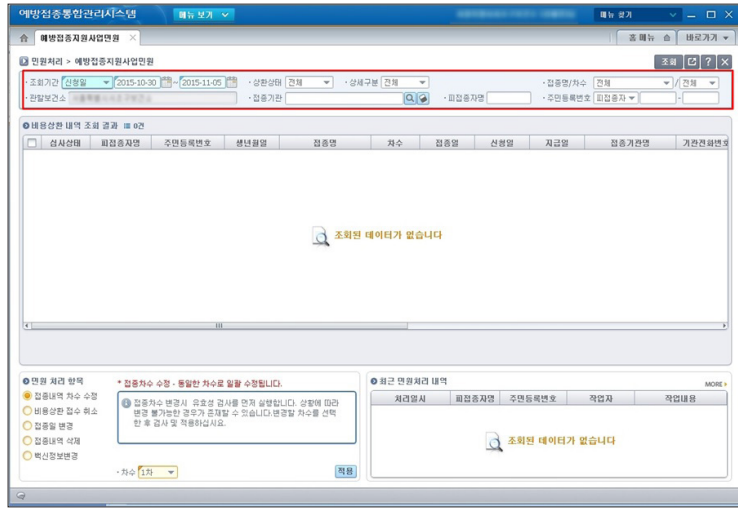 예방접종통합관리시스템 메뉴 보기 메뉴 찾기
예방접종지원사업민원 홈 메뉴 바로가기
민원처리 > 예방접종지원사업민원 조회
· 조회기간 신청일 2015-10-30 ~ 2015-11-05 · 상환상태 전체 · 상세구분 전체 · 접종명/차수 전체 / 전체
· 관할보건소 · 접종기관 · 피접종자명 · 주민등록번호 피접종자 -
비용상환 내역 조회 결과 0건
심사상태 피접종자명 주민등록번호 생년월일 접종명 차수 접종일 신청일 지급일 접종기관명 기관전화번호
조회된 데이터가 없습니다
민원 처리 항목
접종내역 차수 수정
비용상환 접수 취소
접종일 변경
접종내역 삭제
백신정보변경
* 접종차수 수정 - 동일한 차수로 일괄 수정됩니다.
접종차수 변경시 유효성 검사를 먼저 실행합니다. 상황에 따라
변경 불가능한 경우가 존재할 수 있습니다.변경할 차수를 선택
한 후 검사 및 적용하십시요.
· 차수 1차 적용
최근 민원처리 내역 MORE
처리일시 피접종자명 주민등록번호 작업자 작업내용
조회된 데이터가 없습니다